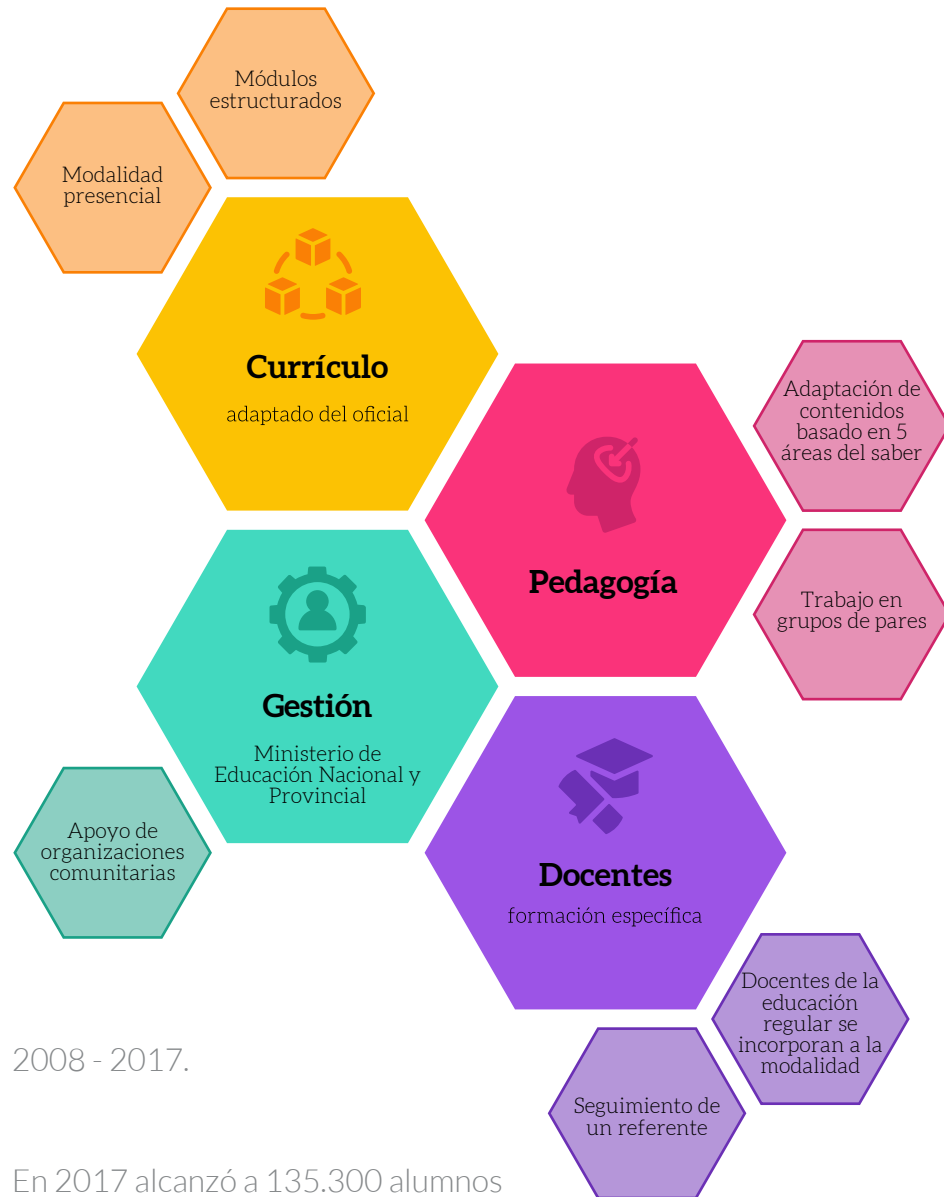 Módulos
estructurados
Modalidad
presencial
Currículo
adaptado del oficial
Adaptación de
contenidos
basado en 5
áreas del saber
Pedagogía
Trabajo en
grupos de pares
Gestión
Ministerio de
Educación Nacional y
Provincial
Apoyo de
organizaciones
comunitarias
Docentes
formación específica
Docentes de la
educación
regular se
incorporan a la
modalidad
Seguimiento de
un referente
2008 - 2017.
En 2017 alcanzó a 135.300 alumnos